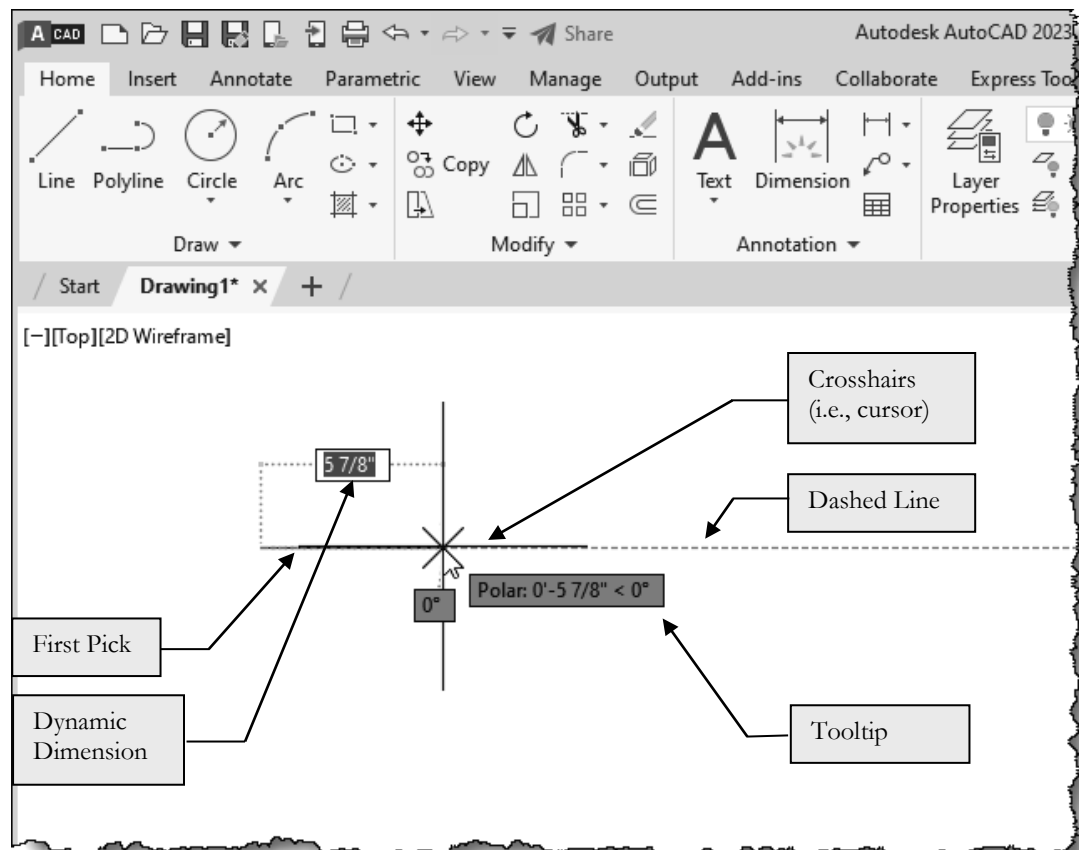 A CAD Share Autodesk AutoCAD 2023
Home Insert Annotate Parametric View Manage Output Add-ins Collaborate Express
Line Polyline Circle Arc Copy Text Dimension Layer Properties
Draw Modify Annotation
Start Drawing1* × +
[−][Top][2D Wireframe]
Crosshairs
(i.e., cursor)
5 7/8"
Dashed Line
Polar: 0'-5 7/8" < 0°
0°
First Pick
Dynamic
Dimension
Tooltip